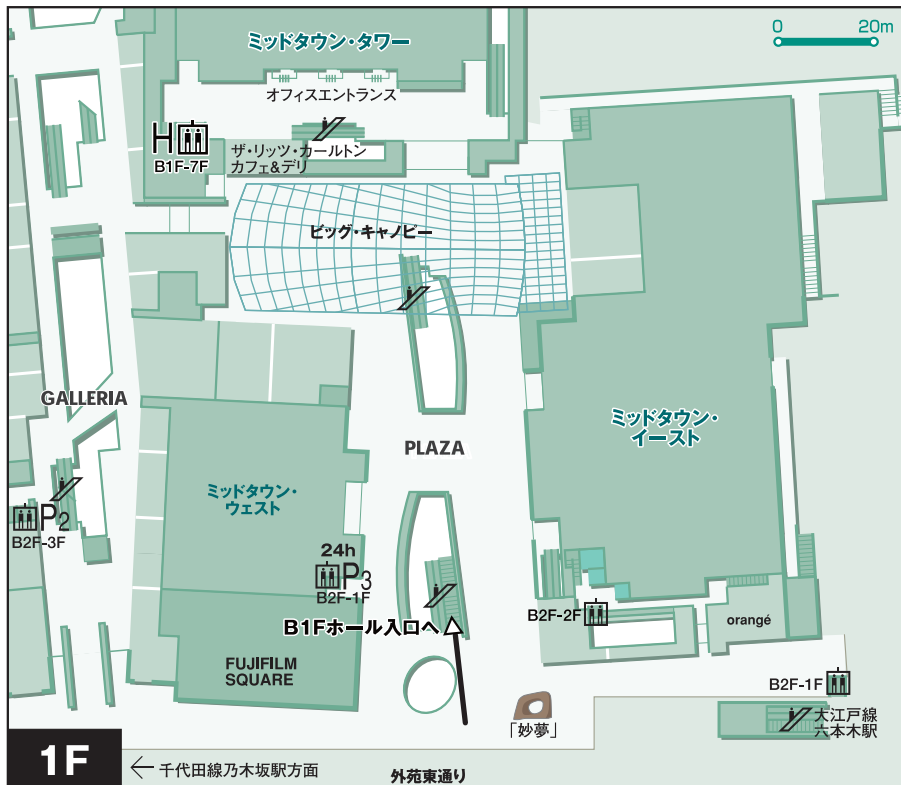 ミッドタウン・タワー
0 20m
オフィスエントランス
H
B1F-7F
ザ・リッツ・カールトン
カフェ&デリ
ビッグ・キャノピー
GALLERIA
PLAZA
ミッドタウン・
イースト
ミッドタウン・
ウェスト
P2
B2F-3F
24h
P3
B2F-1F
B1Fホール入口へ
B2F-2F
orangé
FUJIFILM
SQUARE
B2F-1F
「妙夢」
大江戸線
六本木駅
1F
← 千代田線乃木坂駅方面
外苑東通り